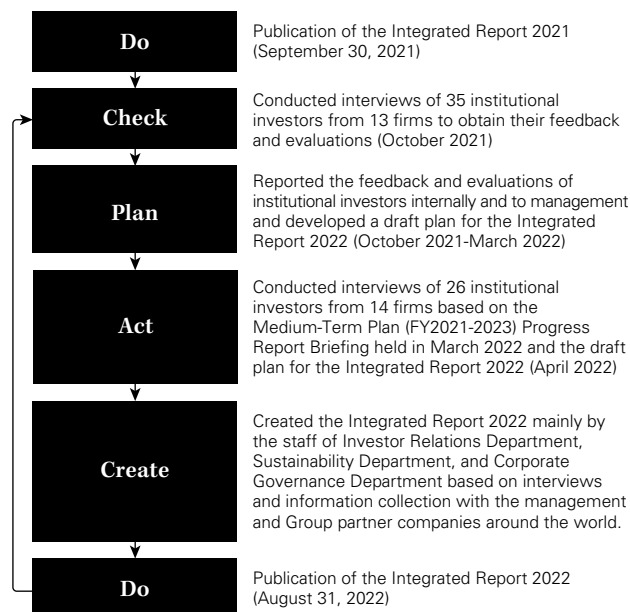 Do
Publication of the Integrated Report 2021
(September 30, 2021)
Check
Conducted interviews of 35 institutional
investors from 13 firms to obtain their feedback
and evaluations (October 2021)
Plan
Reported the feedback and evaluations of
institutional investors internally and to management
and developed a draft plan for the Integrated
Report 2022 (October 2021-March 2022)
Act
Conducted interviews of 26 institutional
investors from 14 firms based on the
Medium-Term Plan (FY2021-2023) Progress
Report Briefing held in March 2022 and the draft
plan for the Integrated Report 2022 (April 2022)
Create
Created the Integrated Report 2022 mainly by
the staff of Investor Relations Department,
Sustainability Department, and Corporate
Governance Department based on interviews
and information collection with the management
and Group partner companies around the world.
Do
Publication of the Integrated Report 2022
(August 31, 2022)